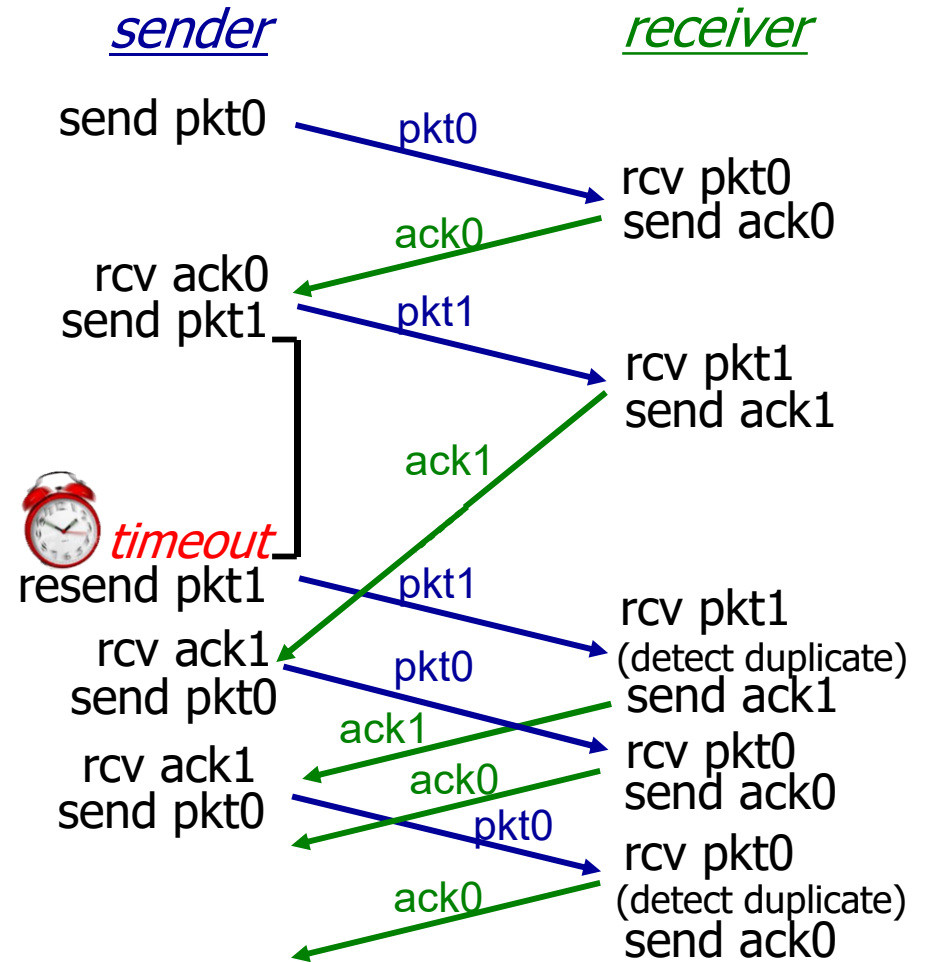 sender
receiver
send pkt0
pkt0
rcv pkt0
send ack0
ack0
rcv ack0
send pkt1
pkt1
rcv pkt1
send ack1
ack1
timeout
resend pkt1
pkt1
rcv pkt1
(detect duplicate)
send ack1
rcv ack1
send pkt0
pkt0
ack1
rcv pkt0
send ack0
rcv ack1
send pkt0
ack0
pkt0
rcv pkt0
(detect duplicate)
send ack0
ack0